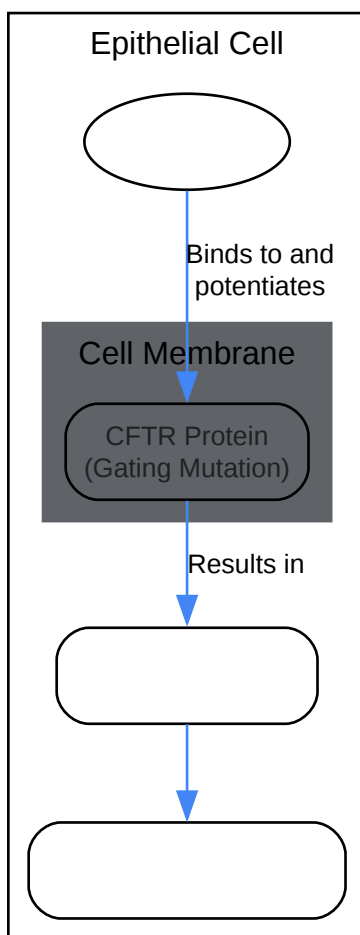 Epithelial Cell
Binds to and
potentiates
Cell Membrane
CFTR Protein
(Gating Mutation)
Results in